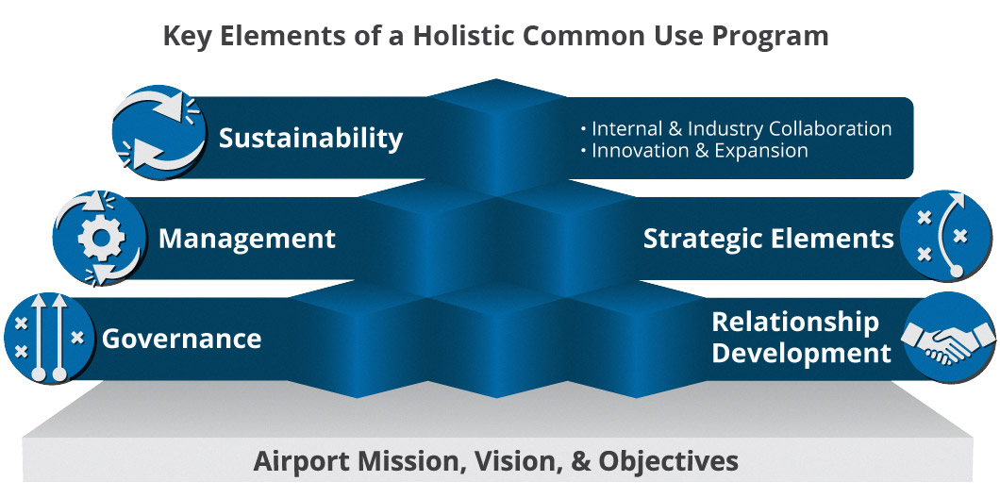 Key Elements of a Holistic Common Use Program
Sustainability
• Internal & Industry Collaboration
• Innovation & Expansion
Management
Strategic Elements
Governance
Relationship
Development
Airport Mission, Vision, & Objectives